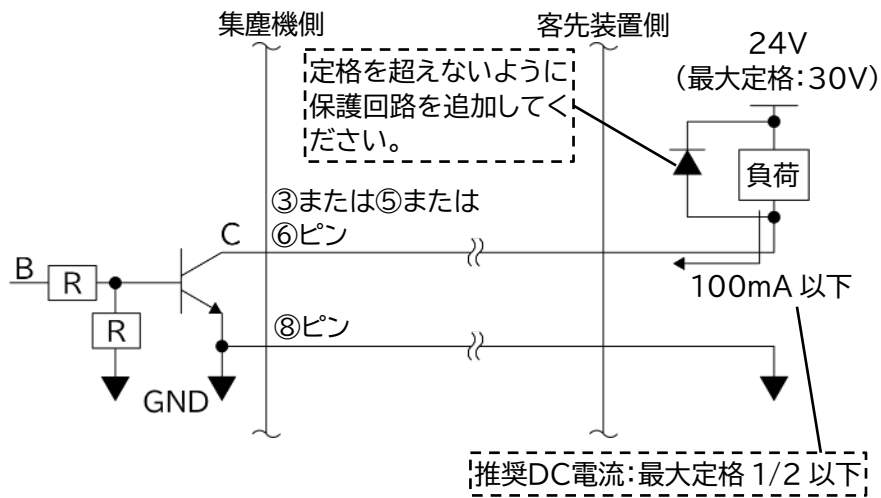 集塵機側
客先装置側
24V
（最大定格：30V）
定格を超えないように
保護回路を追加してく
ださい。
負荷
③または⑤または
⑥ピン
C
B
R
R
100mA 以下
⑧ピン
GND
推奨DC電流：最大定格 1/2 以下